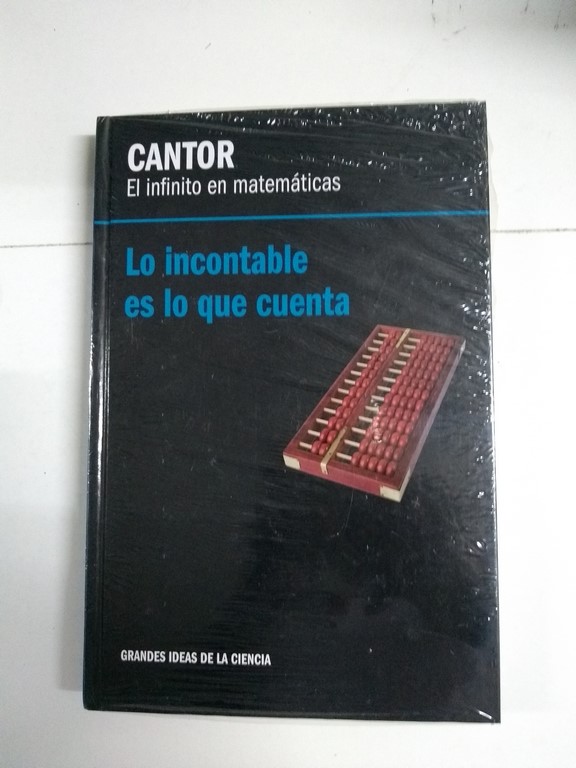 CANTOR
El infinito en matemáticas
Lo incontable
es lo que cuenta
GRANDES IDEAS DE LA CIENCIA